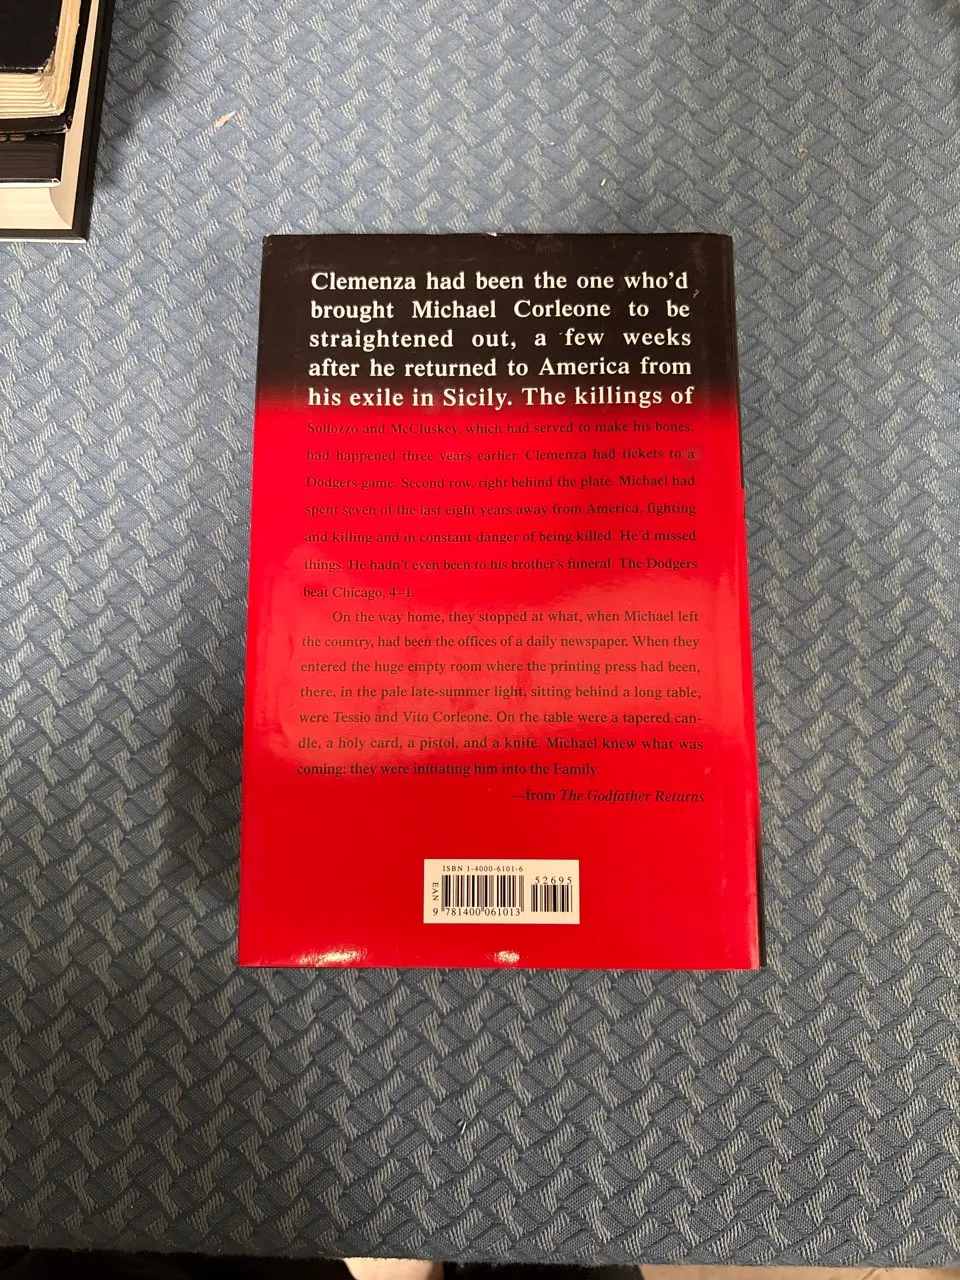 Clemenza had been the one who'd
brought Michael Corleone to be
straightened out, a few weeks
after he returned to America from
his exile in Sicily. The killings of
Sollozzo and McCluskey, which had served to make his bones,
had happened three years earlier. Clemenza had tickets to a
Dodgers game. Second row, right behind the plate. Michael had
spent seven of the last eight years away from America, fighting
and killing and in constant danger of being killed. He'd missed
things. He hadn't even been to his brother's funeral. The Dodgers
beat Chicago, 4–1.
On the way home, they stopped at what, when Michael left
the country, had been the offices of a daily newspaper. When they
entered the huge empty room where the printing press had been,
there, in the pale late-summer light, sitting behind a long table,
were Tessio and Vito Corleone. On the table were a tapered can-
dle, a holy card, a pistol, and a knife. Michael knew what was
coming: they were initiating him into the Family.
—from The Godfather Returns
ISBN 1-4000-6101-6
52695
EAN
9 781400 061013